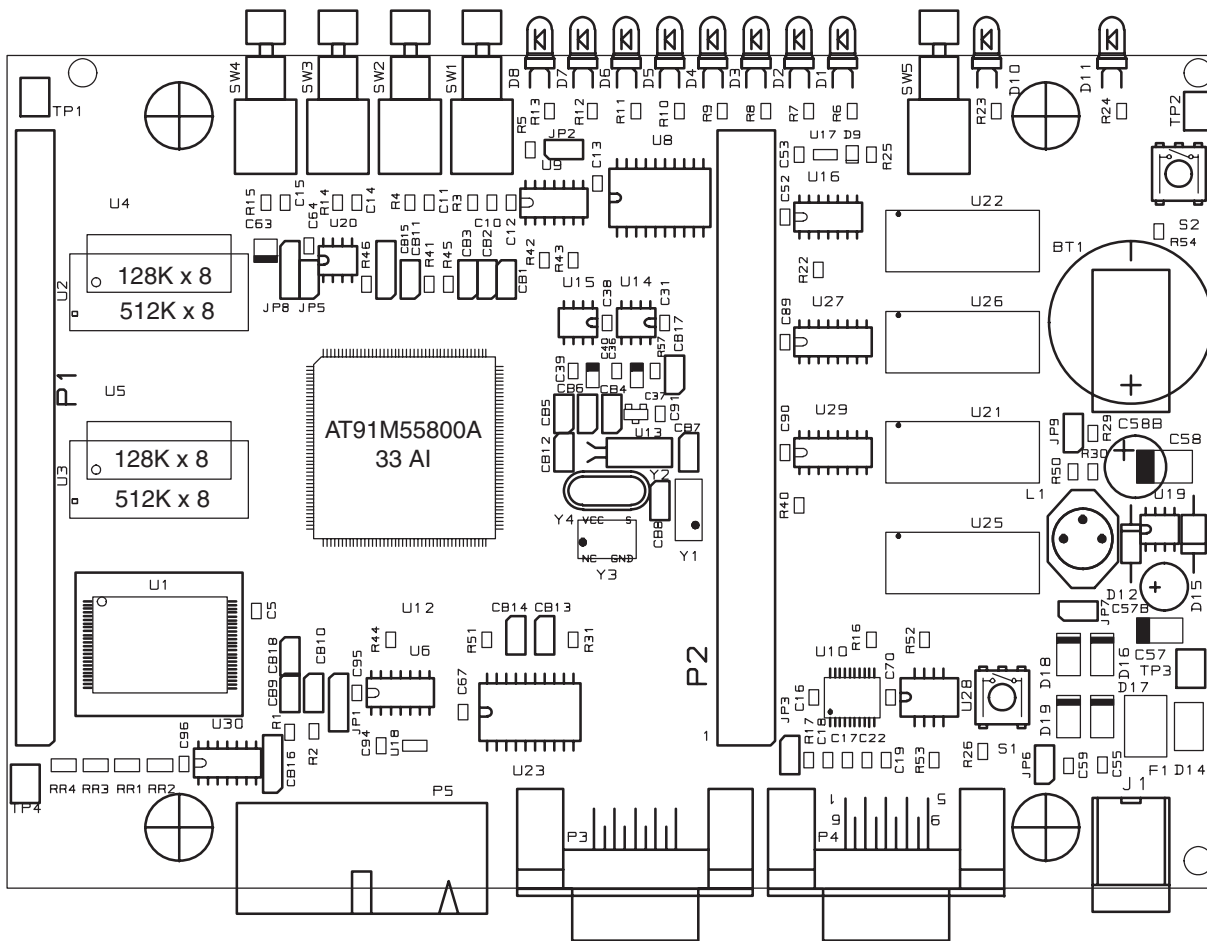 SW4 SW3 SW2 SW1 D8 D7 D6 D5 D4 D3 D2 D1 SW5 D10 D11
TP1 R13 R12 R11 R10 R9 R8 R7 R6 R23 R24 TP2
R5 JP2 U9 C13 U8 C53 U17 D9 R25
R15 C15 R14 C14 R4 C11 R3 C10 C12 C52 U16 U22 S2
U4 C63 C64 U20 R46 CB15 CB11 R41 R45 CB3 CB2 CB1 R42 R43 R54
BT1
R22
U2 128K x 8
512K x 8
JP8 JP5 U15 C38 U14 C31 CB17 C89 U27 U26
C39 C40 C36 R57
P1 U5 CB5 CB6 CB4 C37 C91 C90 U29 U21 JP9 R29 C58B C58
AT91M55800A
33 AI
U3 128K x 8
512K x 8
CB12 U13 CB7 R50 R30
Y2 L1 U19
Y4 VCC S CB8 R40 U25
NC GND
Y3 Y1
U1 C5 U12 CB14 CB13 D12 C57B D15
R44 R51 R31 R16 R52 JP7
CB18 CB10 U6 P2 U10 C57
CB9 C95 C67 C16 C70 U28 D18 D16 TP3
U30 R1 JP1 JP3 D17
C96 R2 C94 U18 1 R17 C18 S1 D19
CB16 U23 C17 C22 C19 R53 R26 JP6 C59 C55 F1 D14
TP4 RR4 RR3 RR1 RR2 J1
P5 P3 P4 1 5
6 9